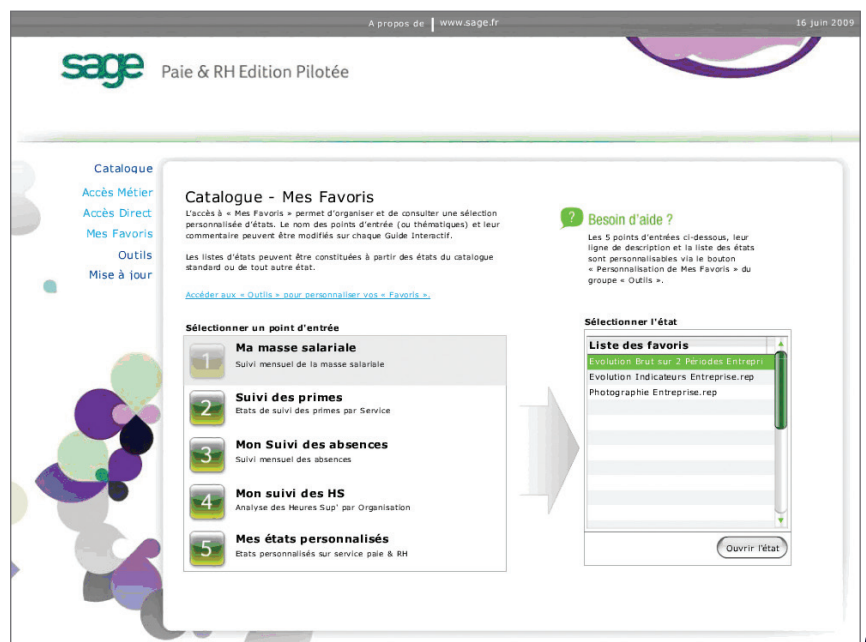 A propos de | www.sage.fr
16 juin 2009
sage Paie & RH Edition Pilotée
Catalogue
Accès Métier
Accès Direct
Mes Favoris
Outils
Mise à jour
Catalogue - Mes Favoris
L'accès à « Mes Favoris » permet d'organiser et de consulter une sélection
personnalisée d'états. Le nom des points d'entrée (ou thématiques) et leur
commentaire peuvent être modifiés sur chaque Guide Interactif.
Les listes d'états peuvent être constituées à partir des états du catalogue
standard ou de tout autre état.
Accéder aux « Outils » pour personnaliser vos « Favoris ».
? Besoin d'aide ?
Les 5 points d'entrées ci-dessous, leur
ligne de description et la liste des états
sont personnalisables via le bouton
« Personnalisation de Mes Favoris » du
groupe « Outils ».
Sélectionner un point d'entrée
1 Ma masse salariale
Suivi mensuel de la masse salariale
2 Suivi des primes
Etats de suivi des primes par Service
3 Mon Suivi des absences
Suivi mensuel des absences
4 Mon suivi des HS
Analyse des Heures Sup' par Organisation
5 Mes états personnalisés
Etats personnalisés sur service paie & RH
Sélectionner l'état
Liste des favoris
Evolution Brut sur 2 Périodes Entrepri
Evolution Indicateurs Entreprise.rep
Photographie Entreprise.rep
Ouvrir l'état